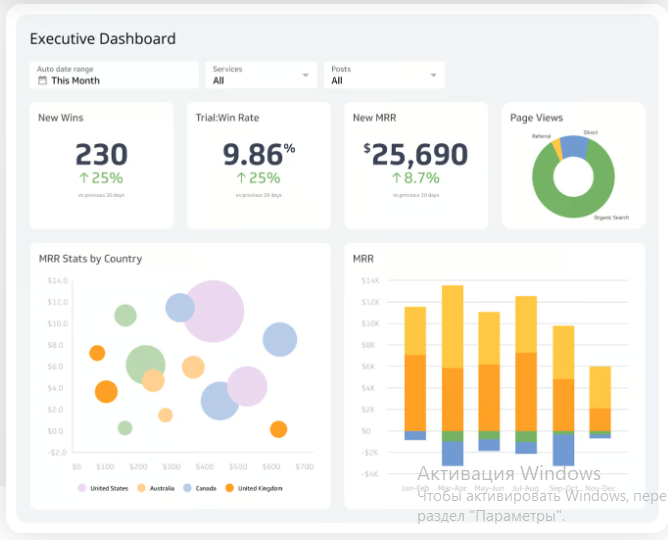 Executive Dashboard
Auto date range
This Month
Services
All
Posts
All
New Wins
230
↑25%
vs previous 30 days
Trial:Win Rate
9.86%
↑25%
vs previous 30 days
New MRR
$25,690
↑8.7%
vs previous 30 days
Page Views
Referral
Direct
Organic Search
MRR Stats by Country
$14.0
$12.0
$10.0
$8.0
$6.0
$4.0
$2.0
$0.0
-$2.0
$0 $100 $200 $300 $400 $500 $600 $700
United States Australia Canada United Kingdom
MRR
$14K
$12K
$10K
$8K
$6K
$4K
$2K
$0
-$2K
-$4K
Jan-Feb Mar-Apr May-Jun Jul-Aug Sep-Oct Nov-Dec
Активация Windows
Чтобы активировать Windows, пере
раздел "Параметры".